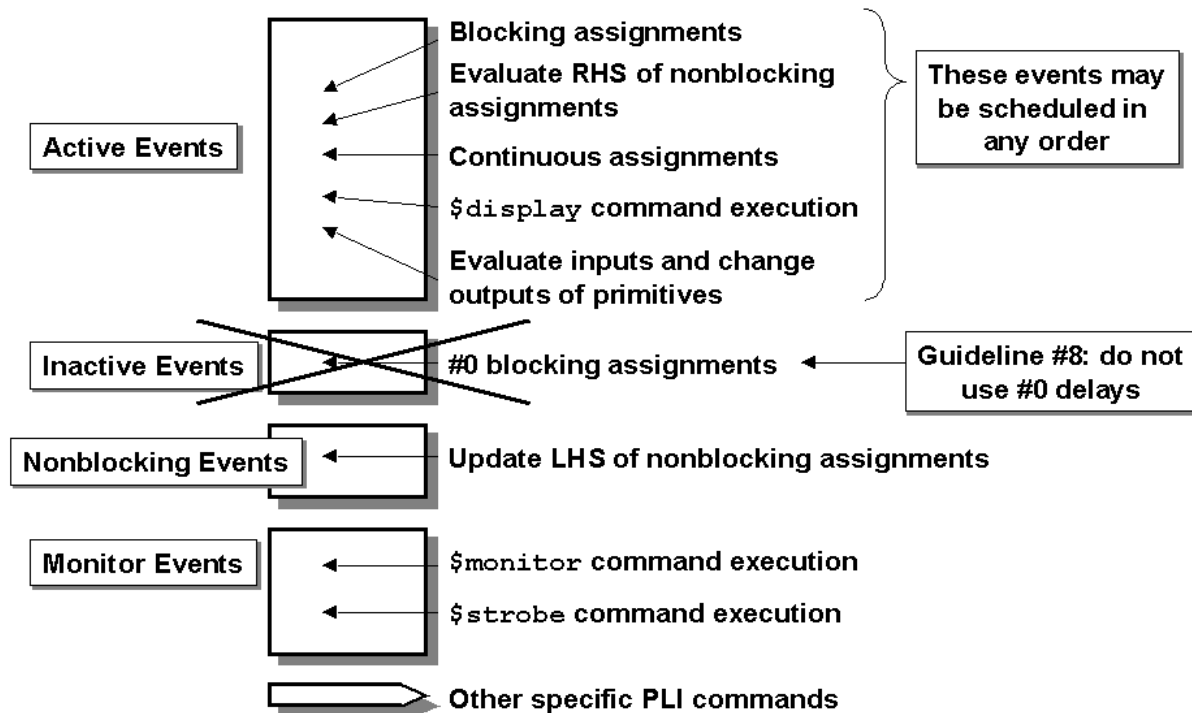 Active Events
Blocking assignments
Evaluate RHS of nonblocking
assignments
Continuous assignments
$display command execution
Evaluate inputs and change
outputs of primitives
These events may
be scheduled in
any order
Inactive Events
#0 blocking assignments
Guideline #8: do not
use #0 delays
Nonblocking Events
Update LHS of nonblocking assignments
Monitor Events
$monitor command execution
$strobe command execution
Other specific PLI commands